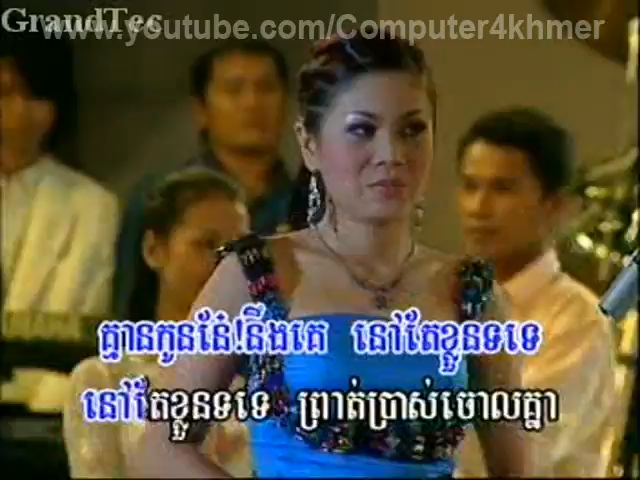 GrandTec
www.youtube.com/Computer4khmer
គ្មានកូនន៎ែ!នឹងគេ នៅតែខ្លួនទទេ
នៅតែខ្លួនទទេ ព្រាត់ប្រាស់ចោលគ្នា